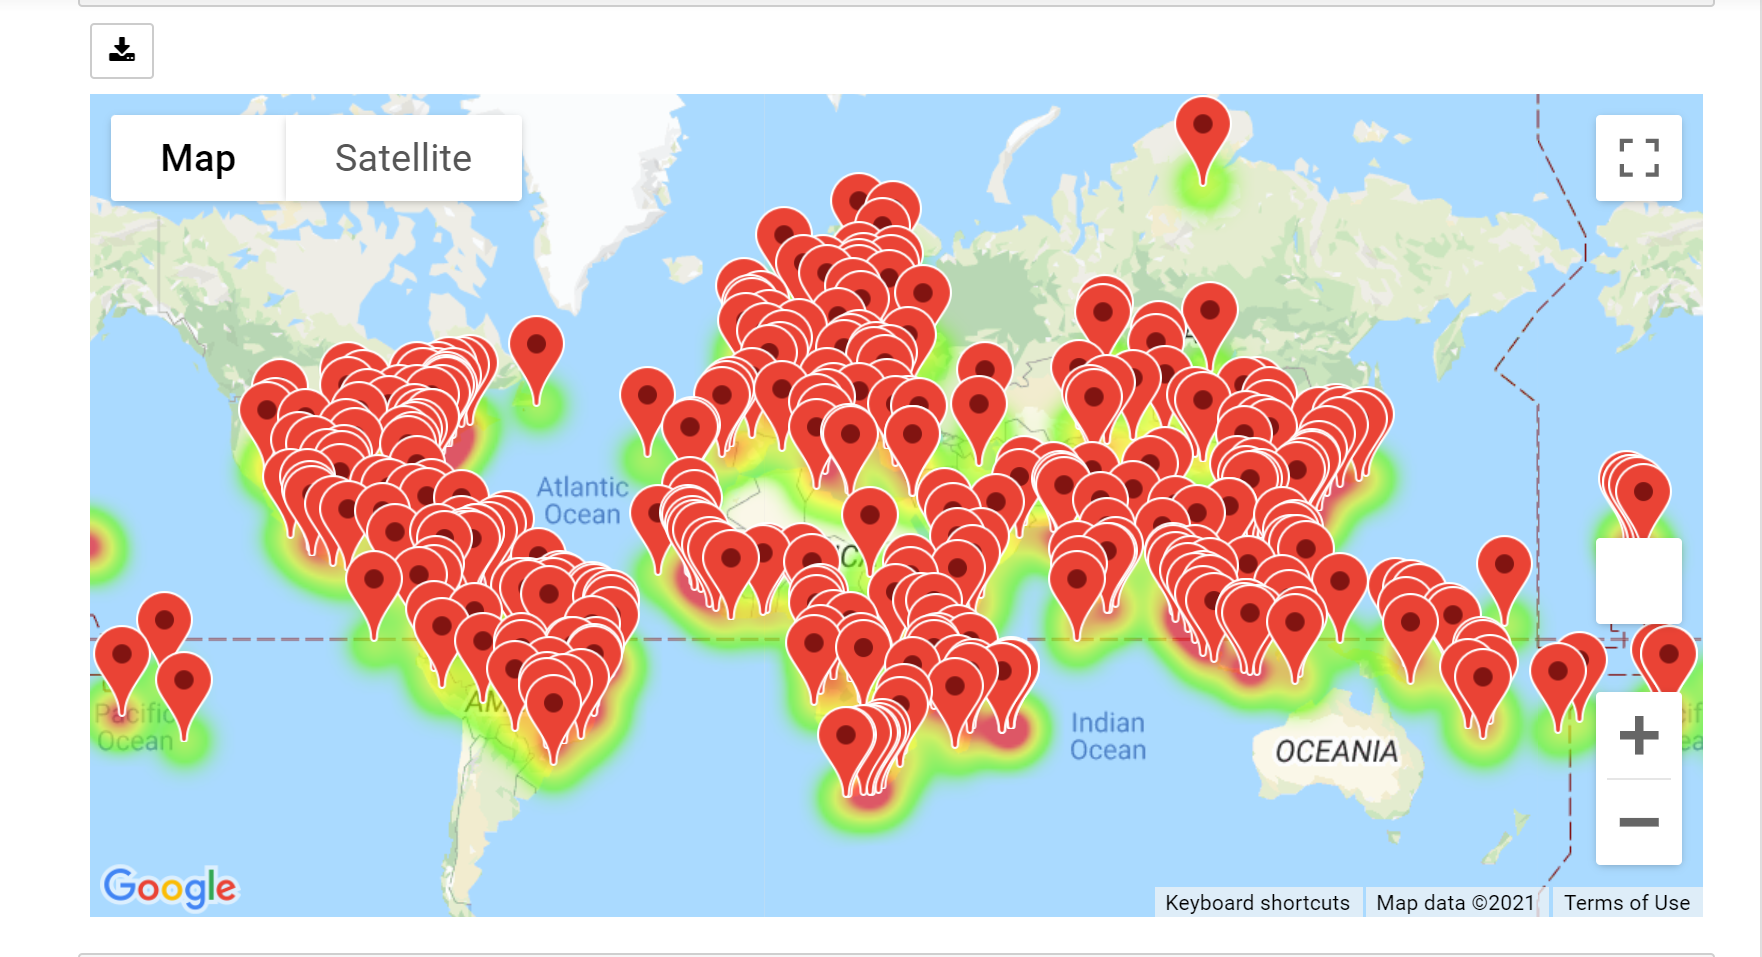 Map
Satellite
Atlantic
Ocean
AM
Pacific
Ocean
Indian
Ocean
OCEANIA
Google
Keyboard shortcuts
Map data ©2021
Terms of Use